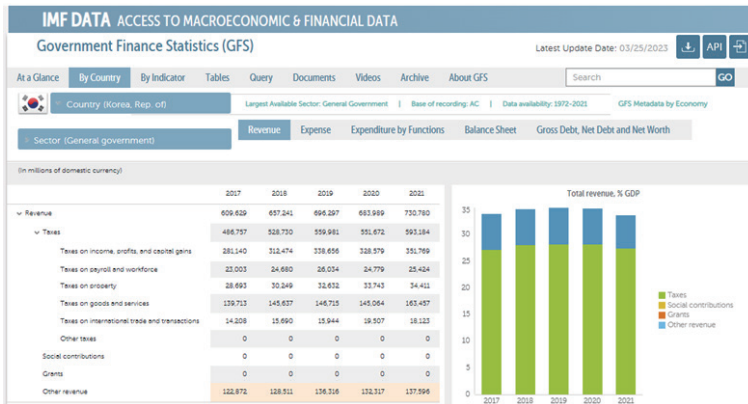 IMF DATA ACCESS TO MACROECONOMIC & FINANCIAL DATA
Government Finance Statistics (GFS)
Latest Update Date: 03/25/2023 API
At a Glance By Country By Indicator Tables Query Documents Videos Archive About GFS Search GO
Country (Korea, Rep. of) Largest Available Sector: General Government | Base of recording: AC | Data availability: 1972-2021 GFS Metadata by Economy
Sector (General government) Revenue Expense Expenditure by Functions Balance Sheet Gross Debt, Net Debt and Net Worth
(In millions of domestic currency)
2017 2018 2019 2020 2021
Revenue 609,629 657,241 696,297 683,989 730,780
Taxes 486,757 528,730 559,981 551,672 593,184
Taxes on income, profits, and capital gains 281,140 312,474 338,656 328,579 351,769
Taxes on payroll and workforce 23,003 24,680 26,034 24,779 25,424
Taxes on property 28,693 30,249 32,632 33,743 34,411
Taxes on goods and services 139,713 145,637 146,715 145,064 163,457
Taxes on international trade and transactions 14,208 15,690 15,944 19,507 18,123
Other taxes 0 0 0 0 0
Social contributions 0 0 0 0 0
Grants 0 0 0 0 0
Other revenue 122,872 128,511 136,316 132,317 137,596
Total revenue, % GDP
35
30
25
20
15
10
5
0
2017 2018 2019 2020 2021
Taxes
Social contributions
Grants
Other revenue